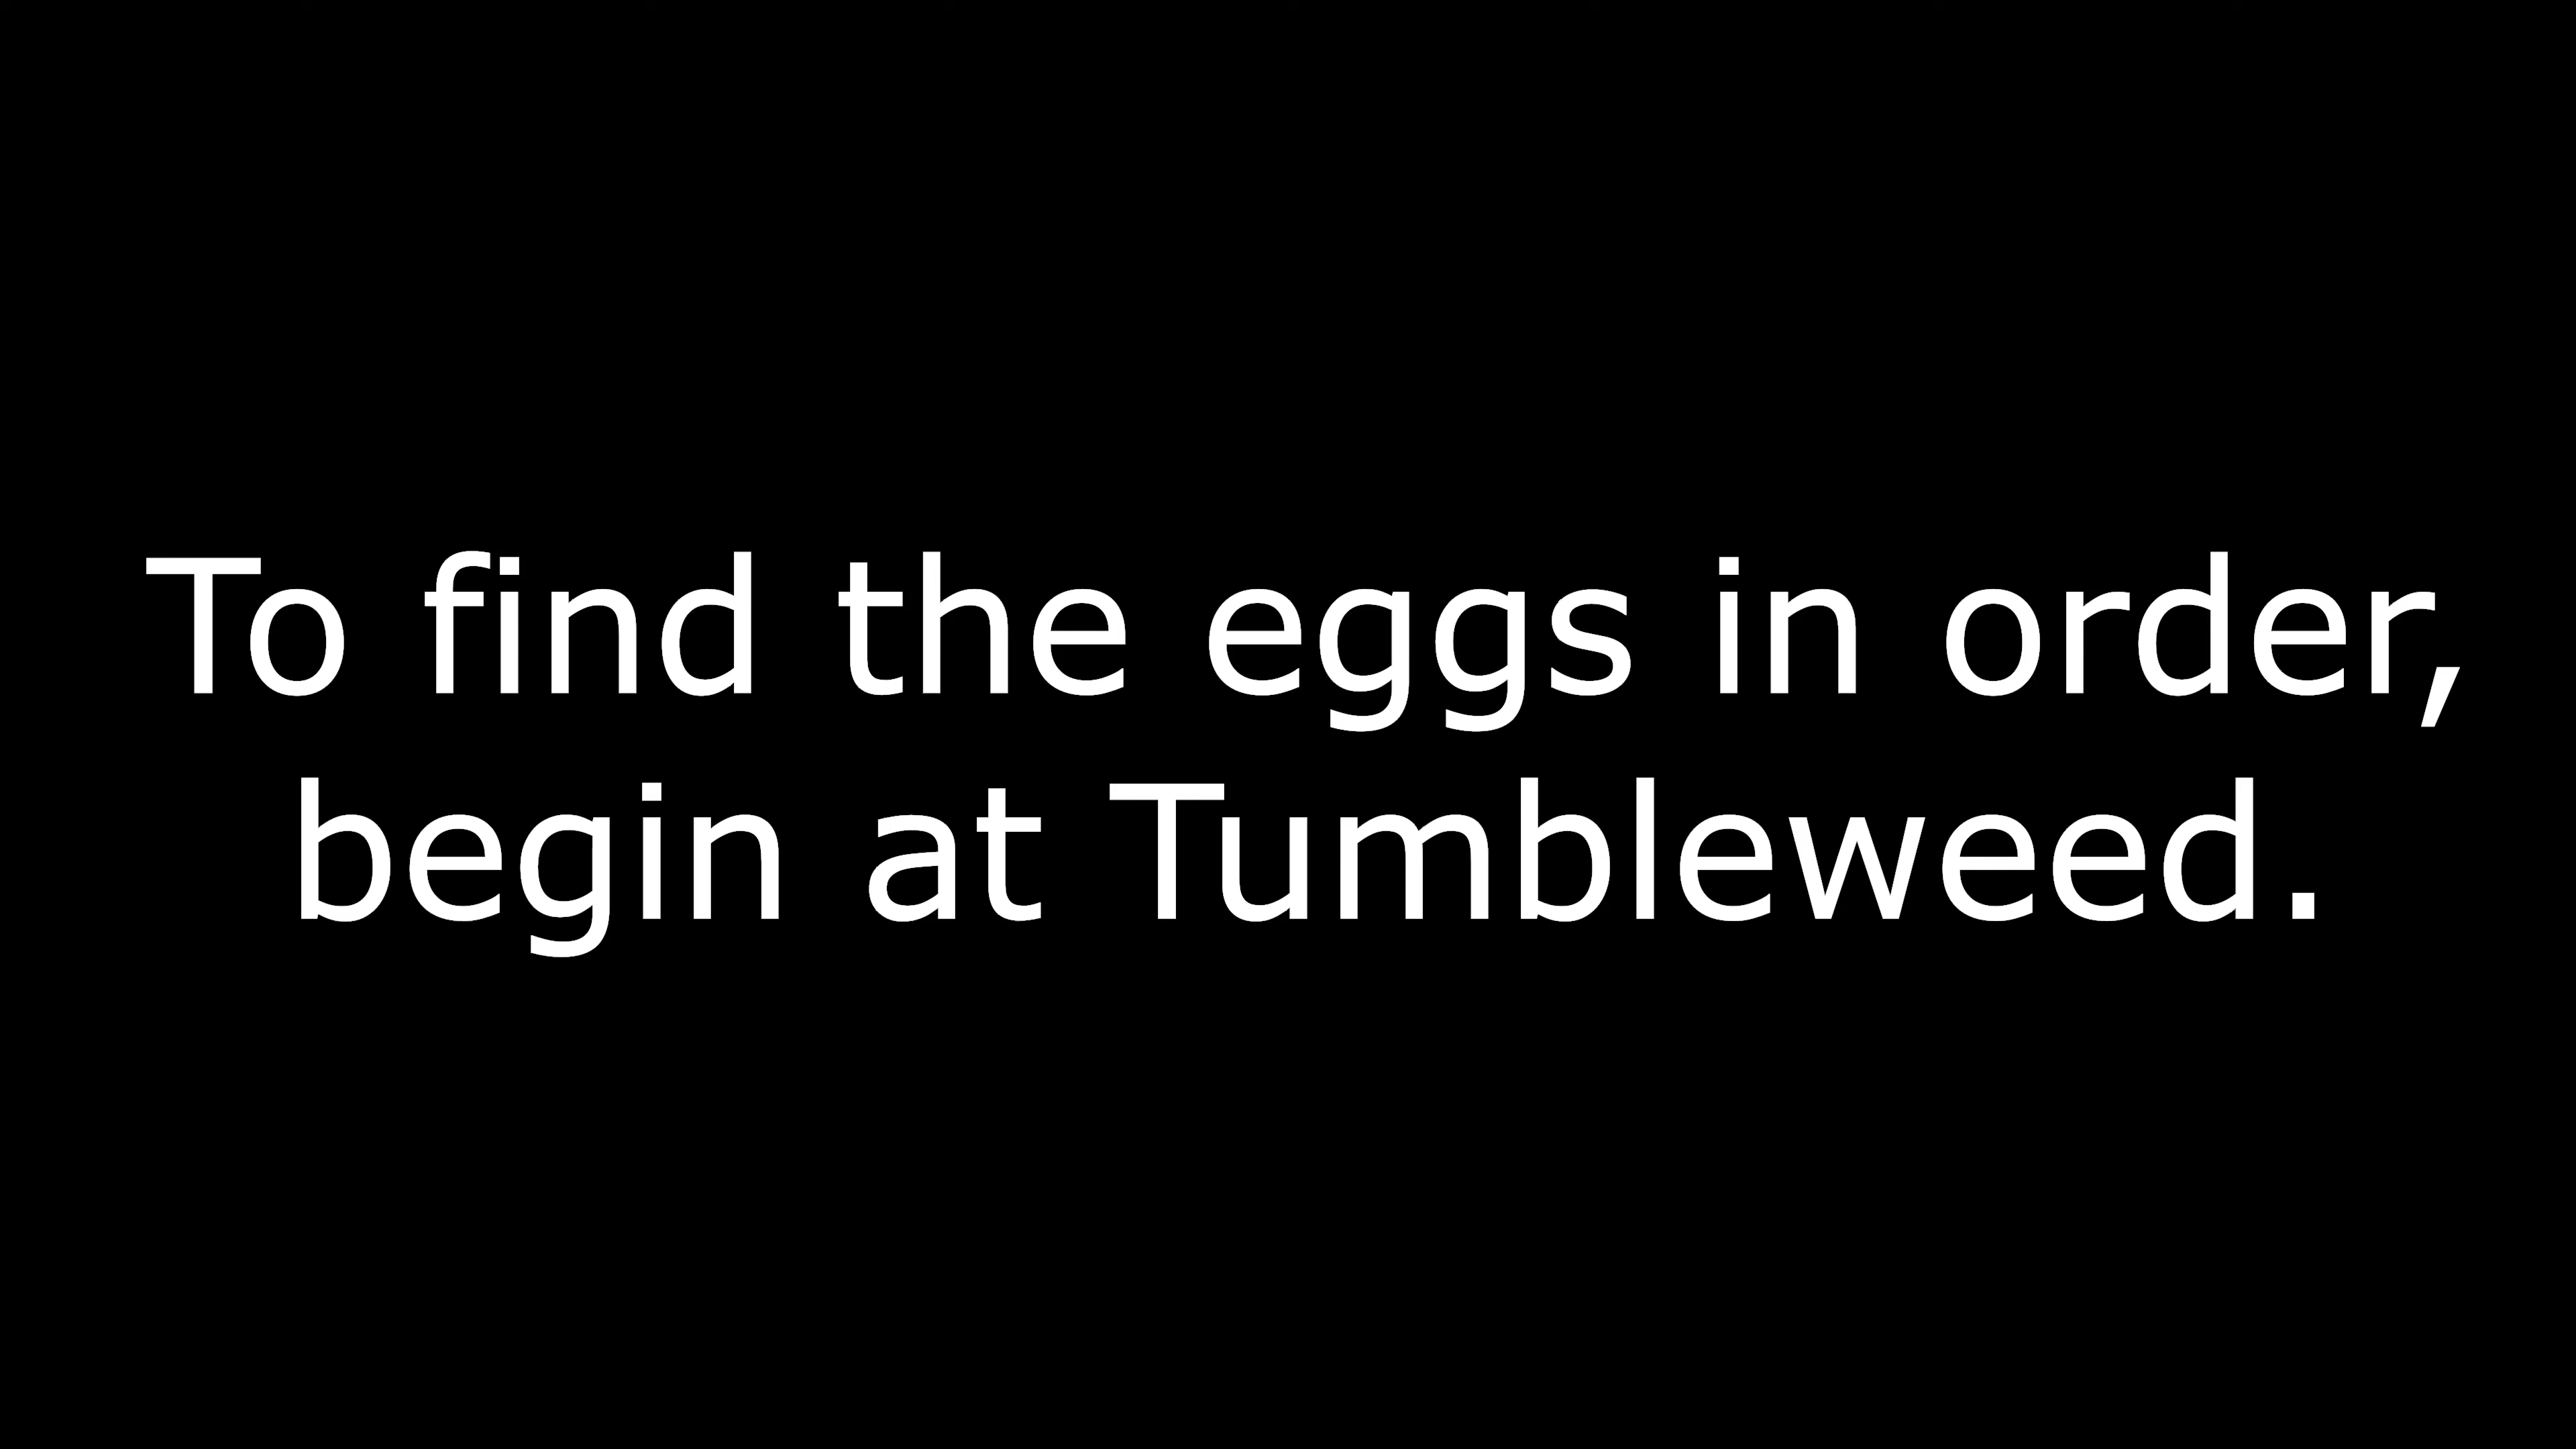 To find the eggs in order,
begin at Tumbleweed.